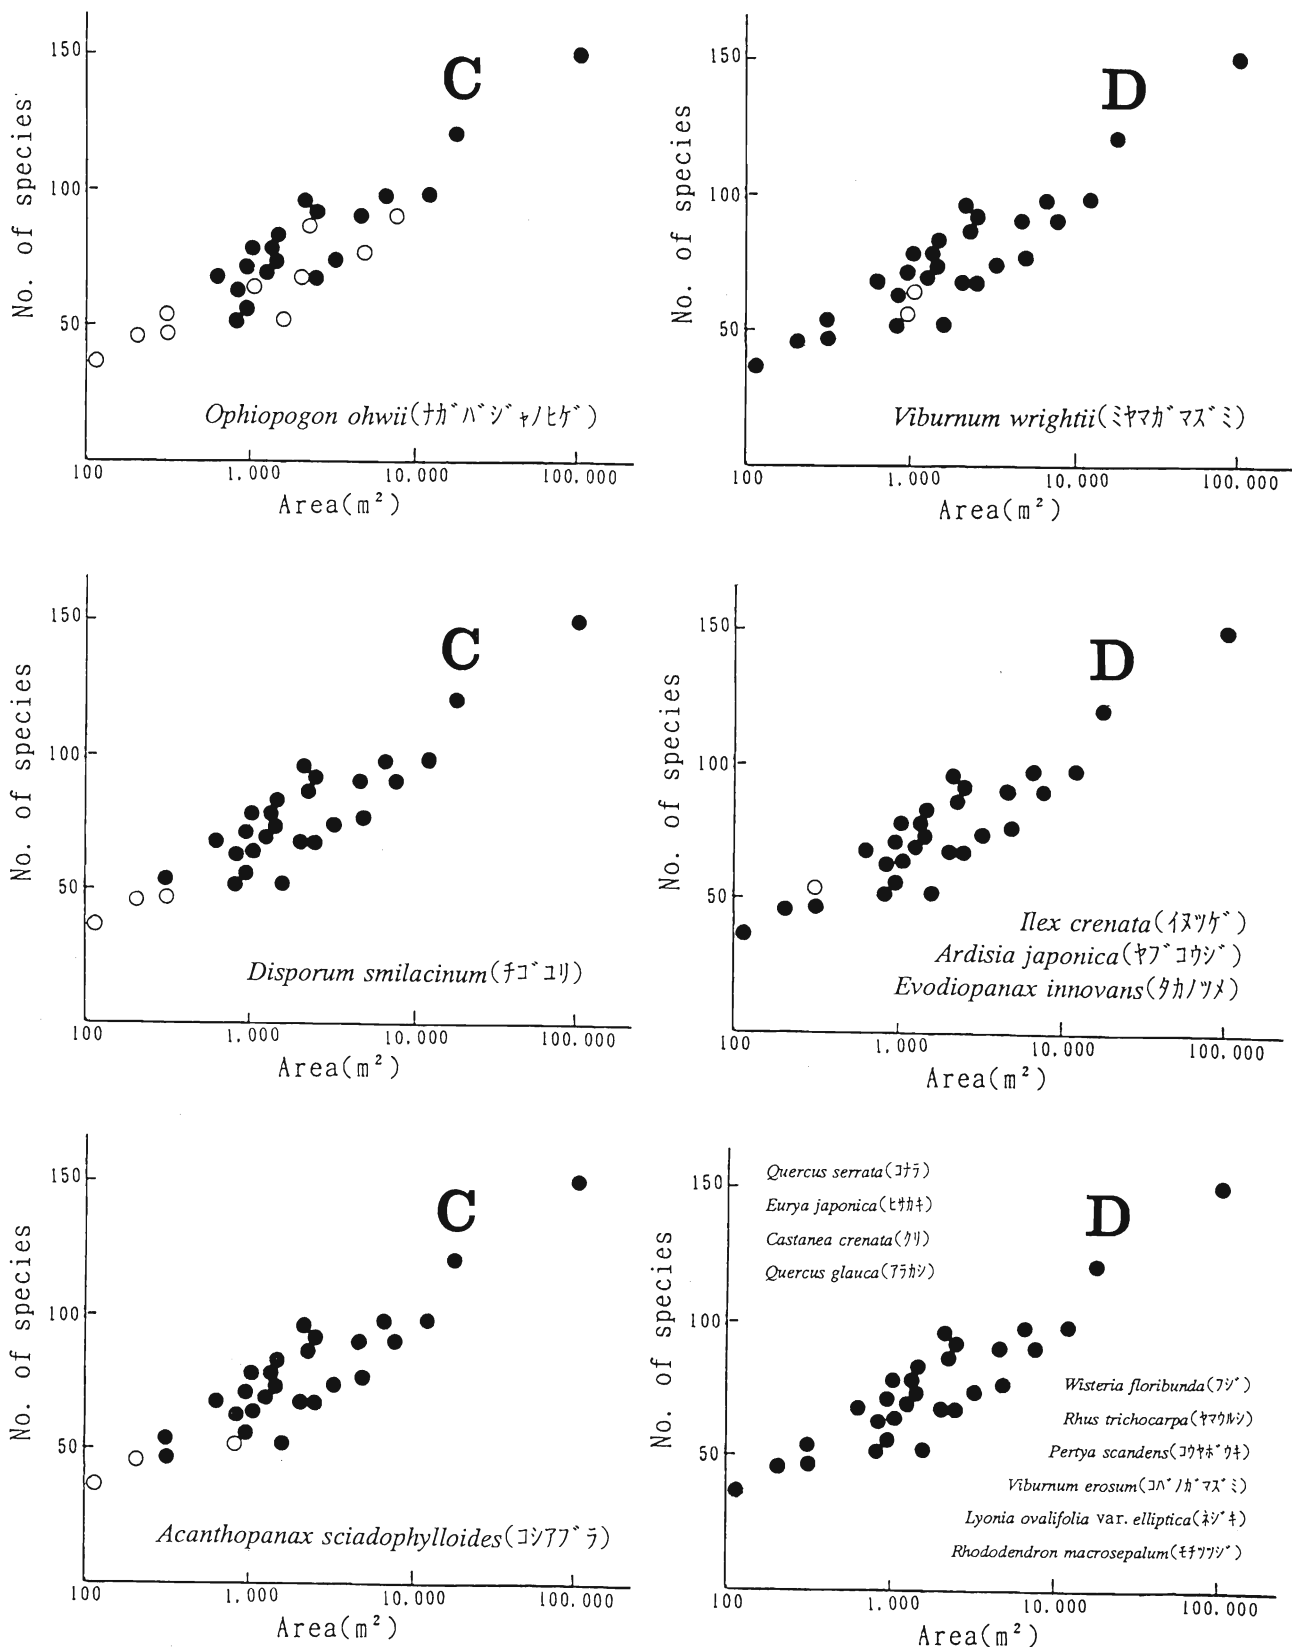 150
C
100
50
No. of species
Ophiopogon ohwii(ナガバジャノヒゲ)
100
1.000
10.000
100.000
Area(m²)
150
D
100
50
No. of species
Viburnum wrightii(ミヤマガマズミ)
100
1.000
10.000
100.000
Area(m²)
150
C
100
50
No. of species
Disporum smilacinum(チゴユリ)
100
1.000
10.000
100.000
Area(m²)
150
D
100
50
No. of species
Ilex crenata(イヌツゲ)
Ardisia japonica(ヤブコウジ)
Evodiopanax innovans(タカノツメ)
100
1.000
10.000
100.000
Area(m²)
150
C
100
50
No. of species
Acanthopanax sciadophylloides(コシアブラ)
100
1.000
10.000
100.000
Area(m²)
Quercus serrata(コナラ)
Eurya japonica(ヒサカキ)
Castanea crenata(クリ)
Quercus glauca(アラカシ)
150
D
100
50
No. of species
Wisteria floribunda(フジ)
Rhus trichocarpa(ヤマウルシ)
Pertya scandens(コウヤボウキ)
Viburnum erosum(コバノガマズミ)
Lyonia ovalifolia var. elliptica(ネジキ)
Rhododendron macrosepalum(モチツツジ)
100
1.000
10.000
100.000
Area(m²)